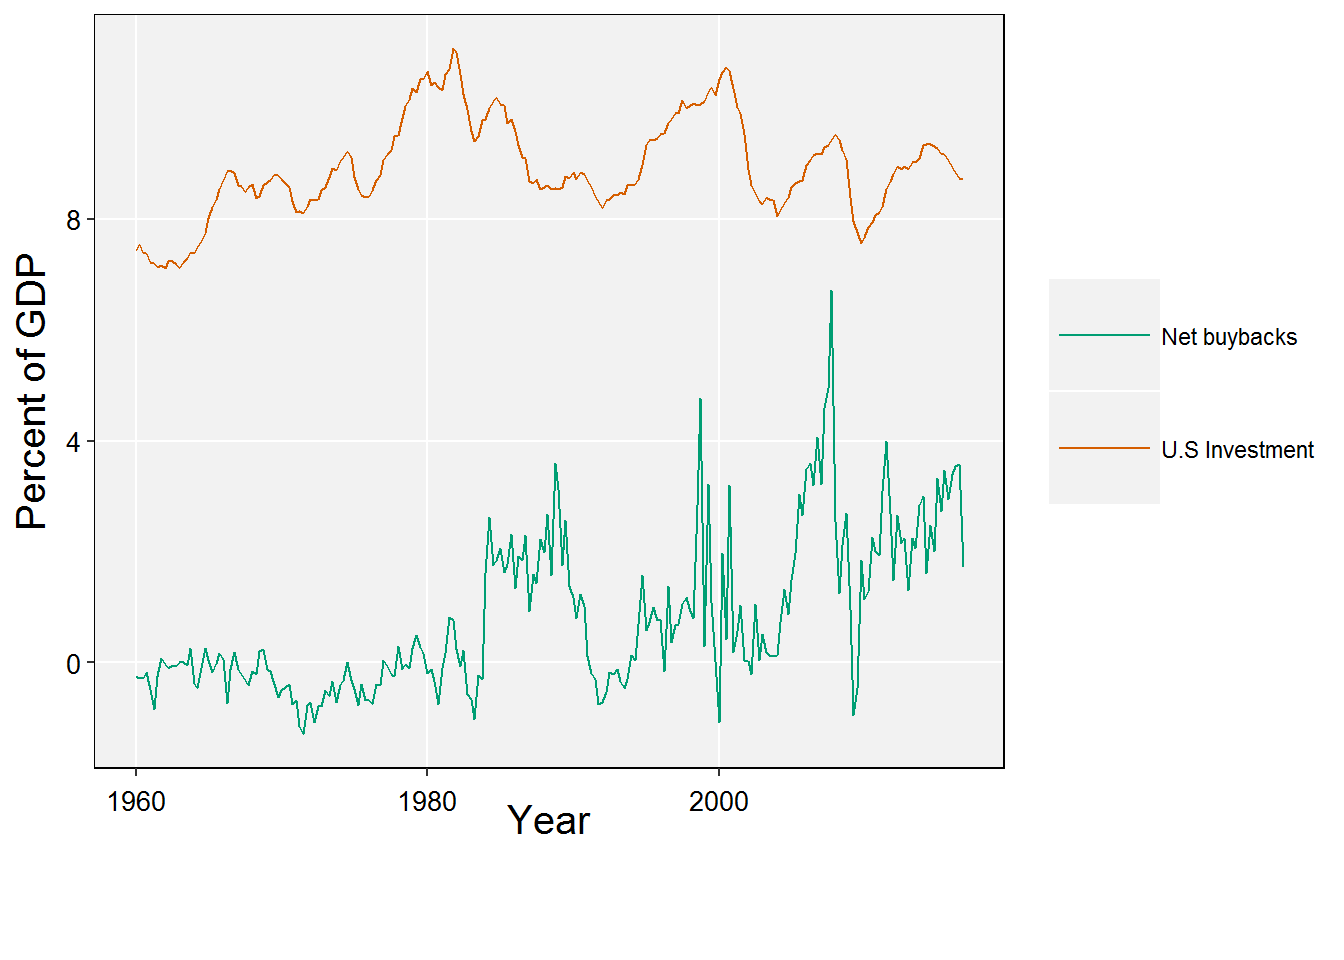 Percent of GDP
8
4
0
1960
1980
2000
Year
Net buybacks
U.S Investment